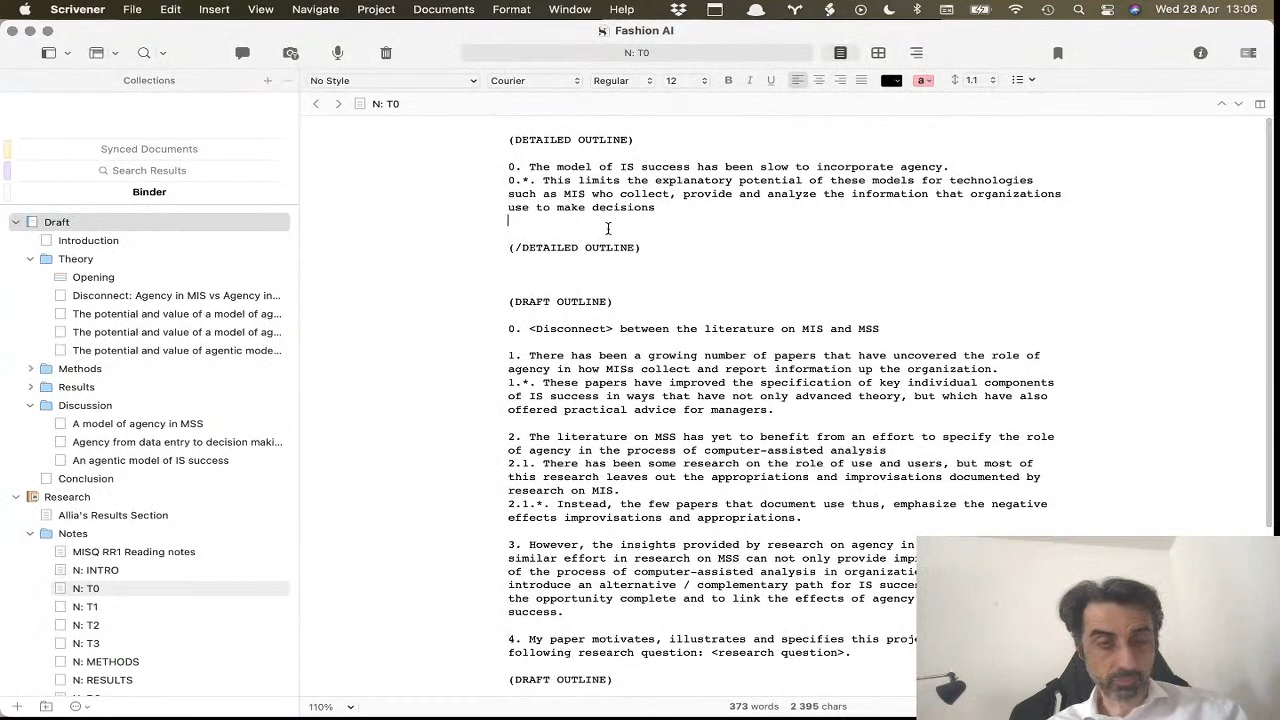 Scrivener File Edit Insert View Navigate Project Documents Format Window Help Wed 28 Apr 13:06
Fashion AI
N: T0
Collections
No Style Courier Regular 12 B I U a 1.1
N: T0
Synced Documents
Search Results
Binder
Draft
Introduction
Theory
Opening
Disconnect: Agency in MIS vs Agency in...
The potential and value of a model of ag...
The potential and value of a model of ag...
The potential and value of agentic mode...
Methods
Results
Discussion
A model of agency in MSS
Agency from data entry to decision maki...
An agentic model of IS success
Conclusion
Research
Allia's Results Section
Notes
MISQ RR1 Reading notes
N: INTRO
N: T0
N: T1
N: T2
N: T3
N: METHODS
N: RESULTS
(DETAILED OUTLINE)
0. The model of IS success has been slow to incorporate agency.
0.*. This limits the explanatory potential of these models for technologies
such as MIS who collect, provide and analyze the information that organizations
use to make decisions
(/DETAILED OUTLINE)
(DRAFT OUTLINE)
0. <Disconnect> between the literature on MIS and MSS
1. There has been a growing number of papers that have uncovered the role of
agency in how MISs collect and report information up the organization.
1.*. These papers have improved the specification of key individual components
of IS success in ways that have not only advanced theory, but which have also
offered practical advice for managers.
2. The literature on MSS has yet to benefit from an effort to specify the role
of agency in the process of computer-assisted analysis
2.1. There has been some research on the role of use and users, but most of
this research leaves out the appropriations and improvisations documented by
research on MIS.
2.1.*. Instead, the few papers that document use thus, emphasize the negative
effects improvisations and appropriations.
3. However, the insights provided by research on agency in
similar effort in research on MSS can not only provide
of the process of computer-assisted analysis in
introduce an alternative / complementary path for IS
the opportunity complete and to link the effects of agency
success.
4. My paper motivates, illustrates and specifies this
following research question: <research question>.
(DRAFT OUTLINE)
110% 373 words 2 395 chars